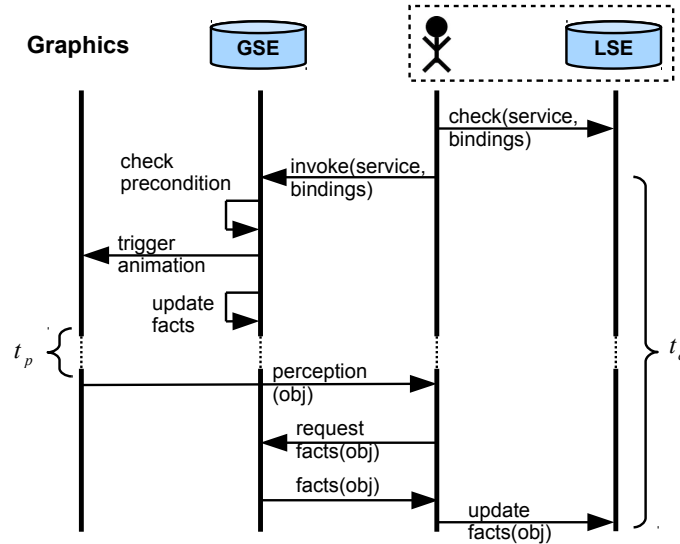 Graphics
GSE
LSE
check(service,
bindings)
invoke(service,
bindings)
check
precondition
trigger
animation
update
facts
t_p
perception
(obj)
request
facts(obj)
facts(obj)
update
facts(obj)